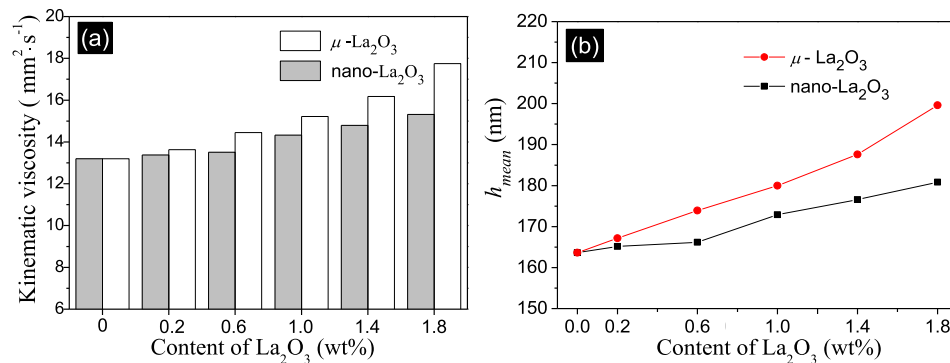 (a)
μ-La₂O₃
nano-La₂O₃
Kinematic viscosity ( mm²·s⁻¹)
20
18
16
14
12
10
8
6
0 0.2 0.6 1.0 1.4 1.8
Content of La₂O₃ (wt%)
(b)
μ- La₂O₃
nano-La₂O₃
h_mean (nm)
220
210
200
190
180
170
160
150
0.0 0.2 0.6 1.0 1.4 1.8
Content of La₂O₃ (wt%)